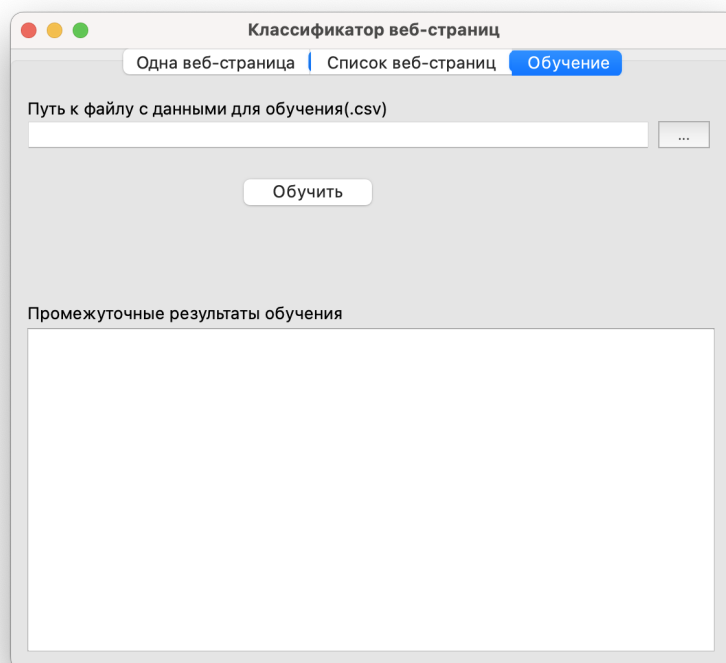 Классификатор веб-страниц
Одна веб-страница Список веб-страниц Обучение
Путь к файлу с данными для обучения(.csv)
...
Обучить
Промежуточные результаты обучения